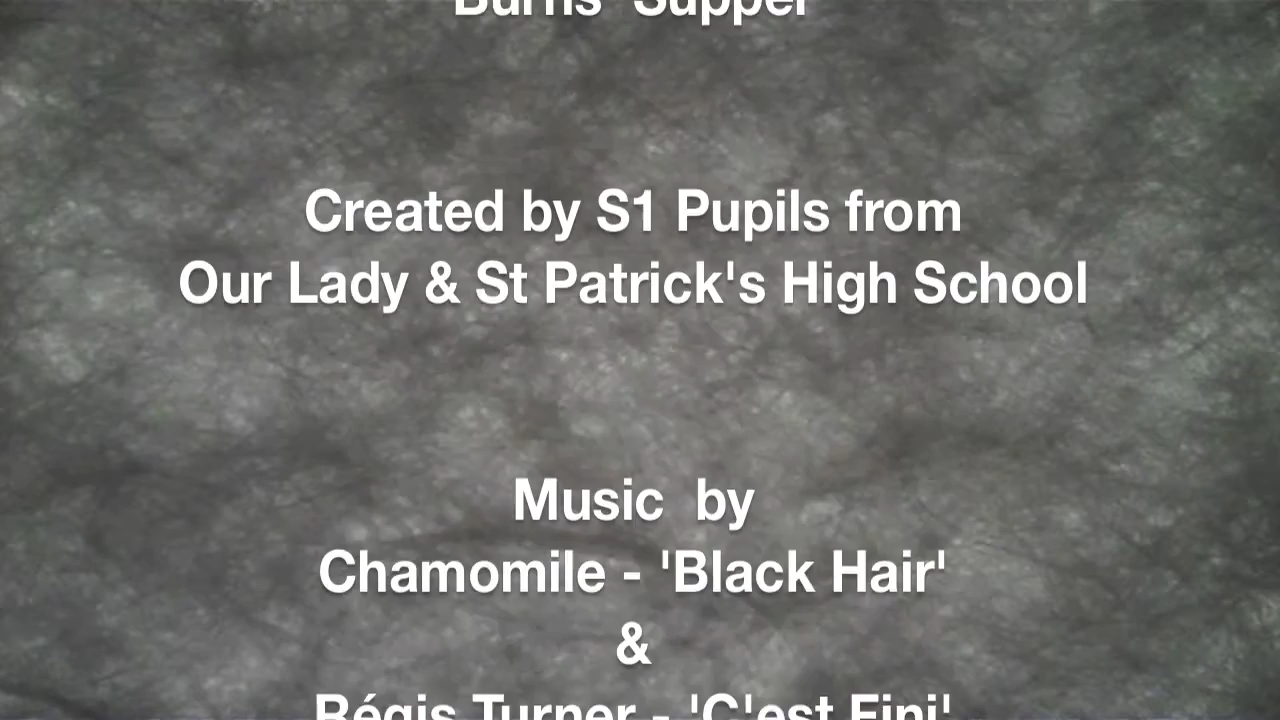 Burns Supper
Created by S1 Pupils from
Our Lady & St Patrick's High School
Music by
Chamomile - 'Black Hair'
&
Régis Turner - 'C'est Fini'